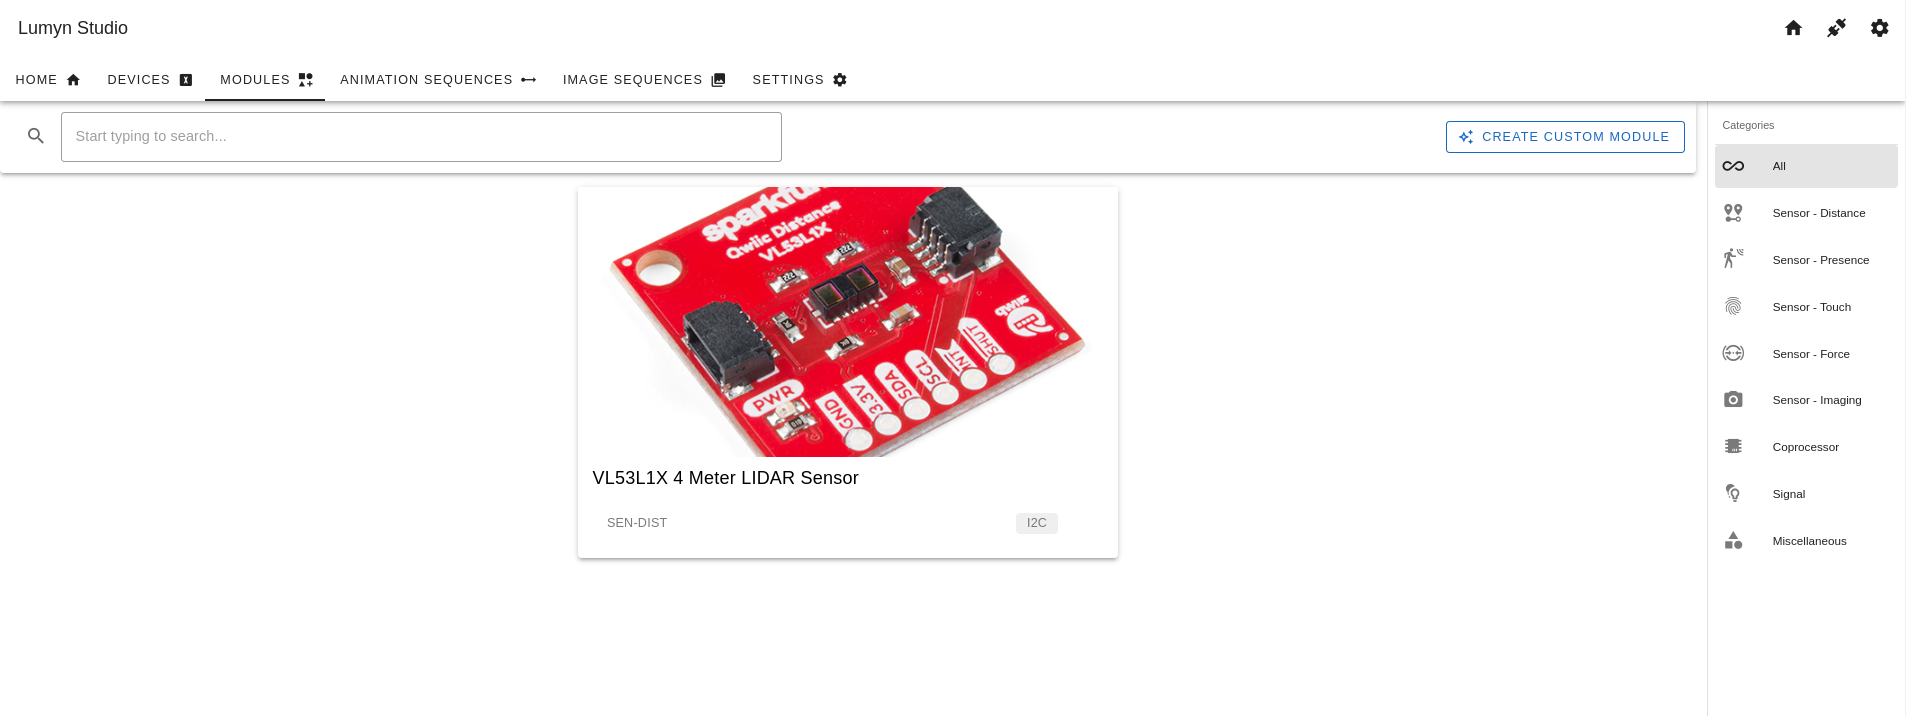 Lumyn Studio
HOME DEVICES MODULES ANIMATION SEQUENCES IMAGE SEQUENCES SETTINGS
Start typing to search...
CREATE CUSTOM MODULE
sparkfun
Qwiic Distance
VL53L1X
qwiic
PWR
GND
3.3V
SDA
SCL
INT
SHUT
VL53L1X 4 Meter LIDAR Sensor
SEN-DIST I2C
Categories
All
Sensor - Distance
Sensor - Presence
Sensor - Touch
Sensor - Force
Sensor - Imaging
Coprocessor
Signal
Miscellaneous